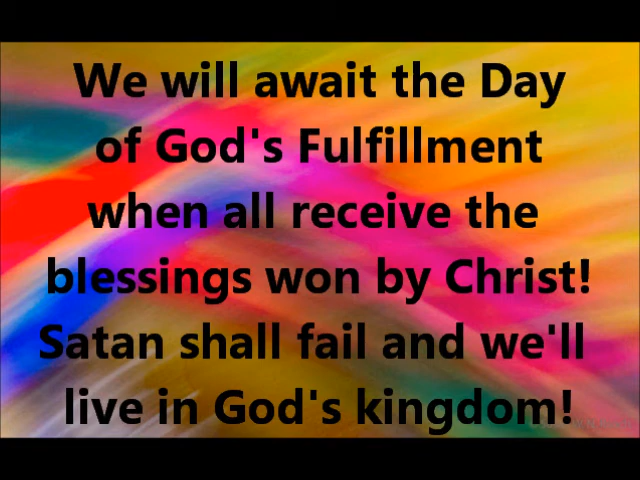 We will await the Day
of God's Fulfillment
when all receive the
blessings won by Christ!
Satan shall fail and we'll
live in God's kingdom!